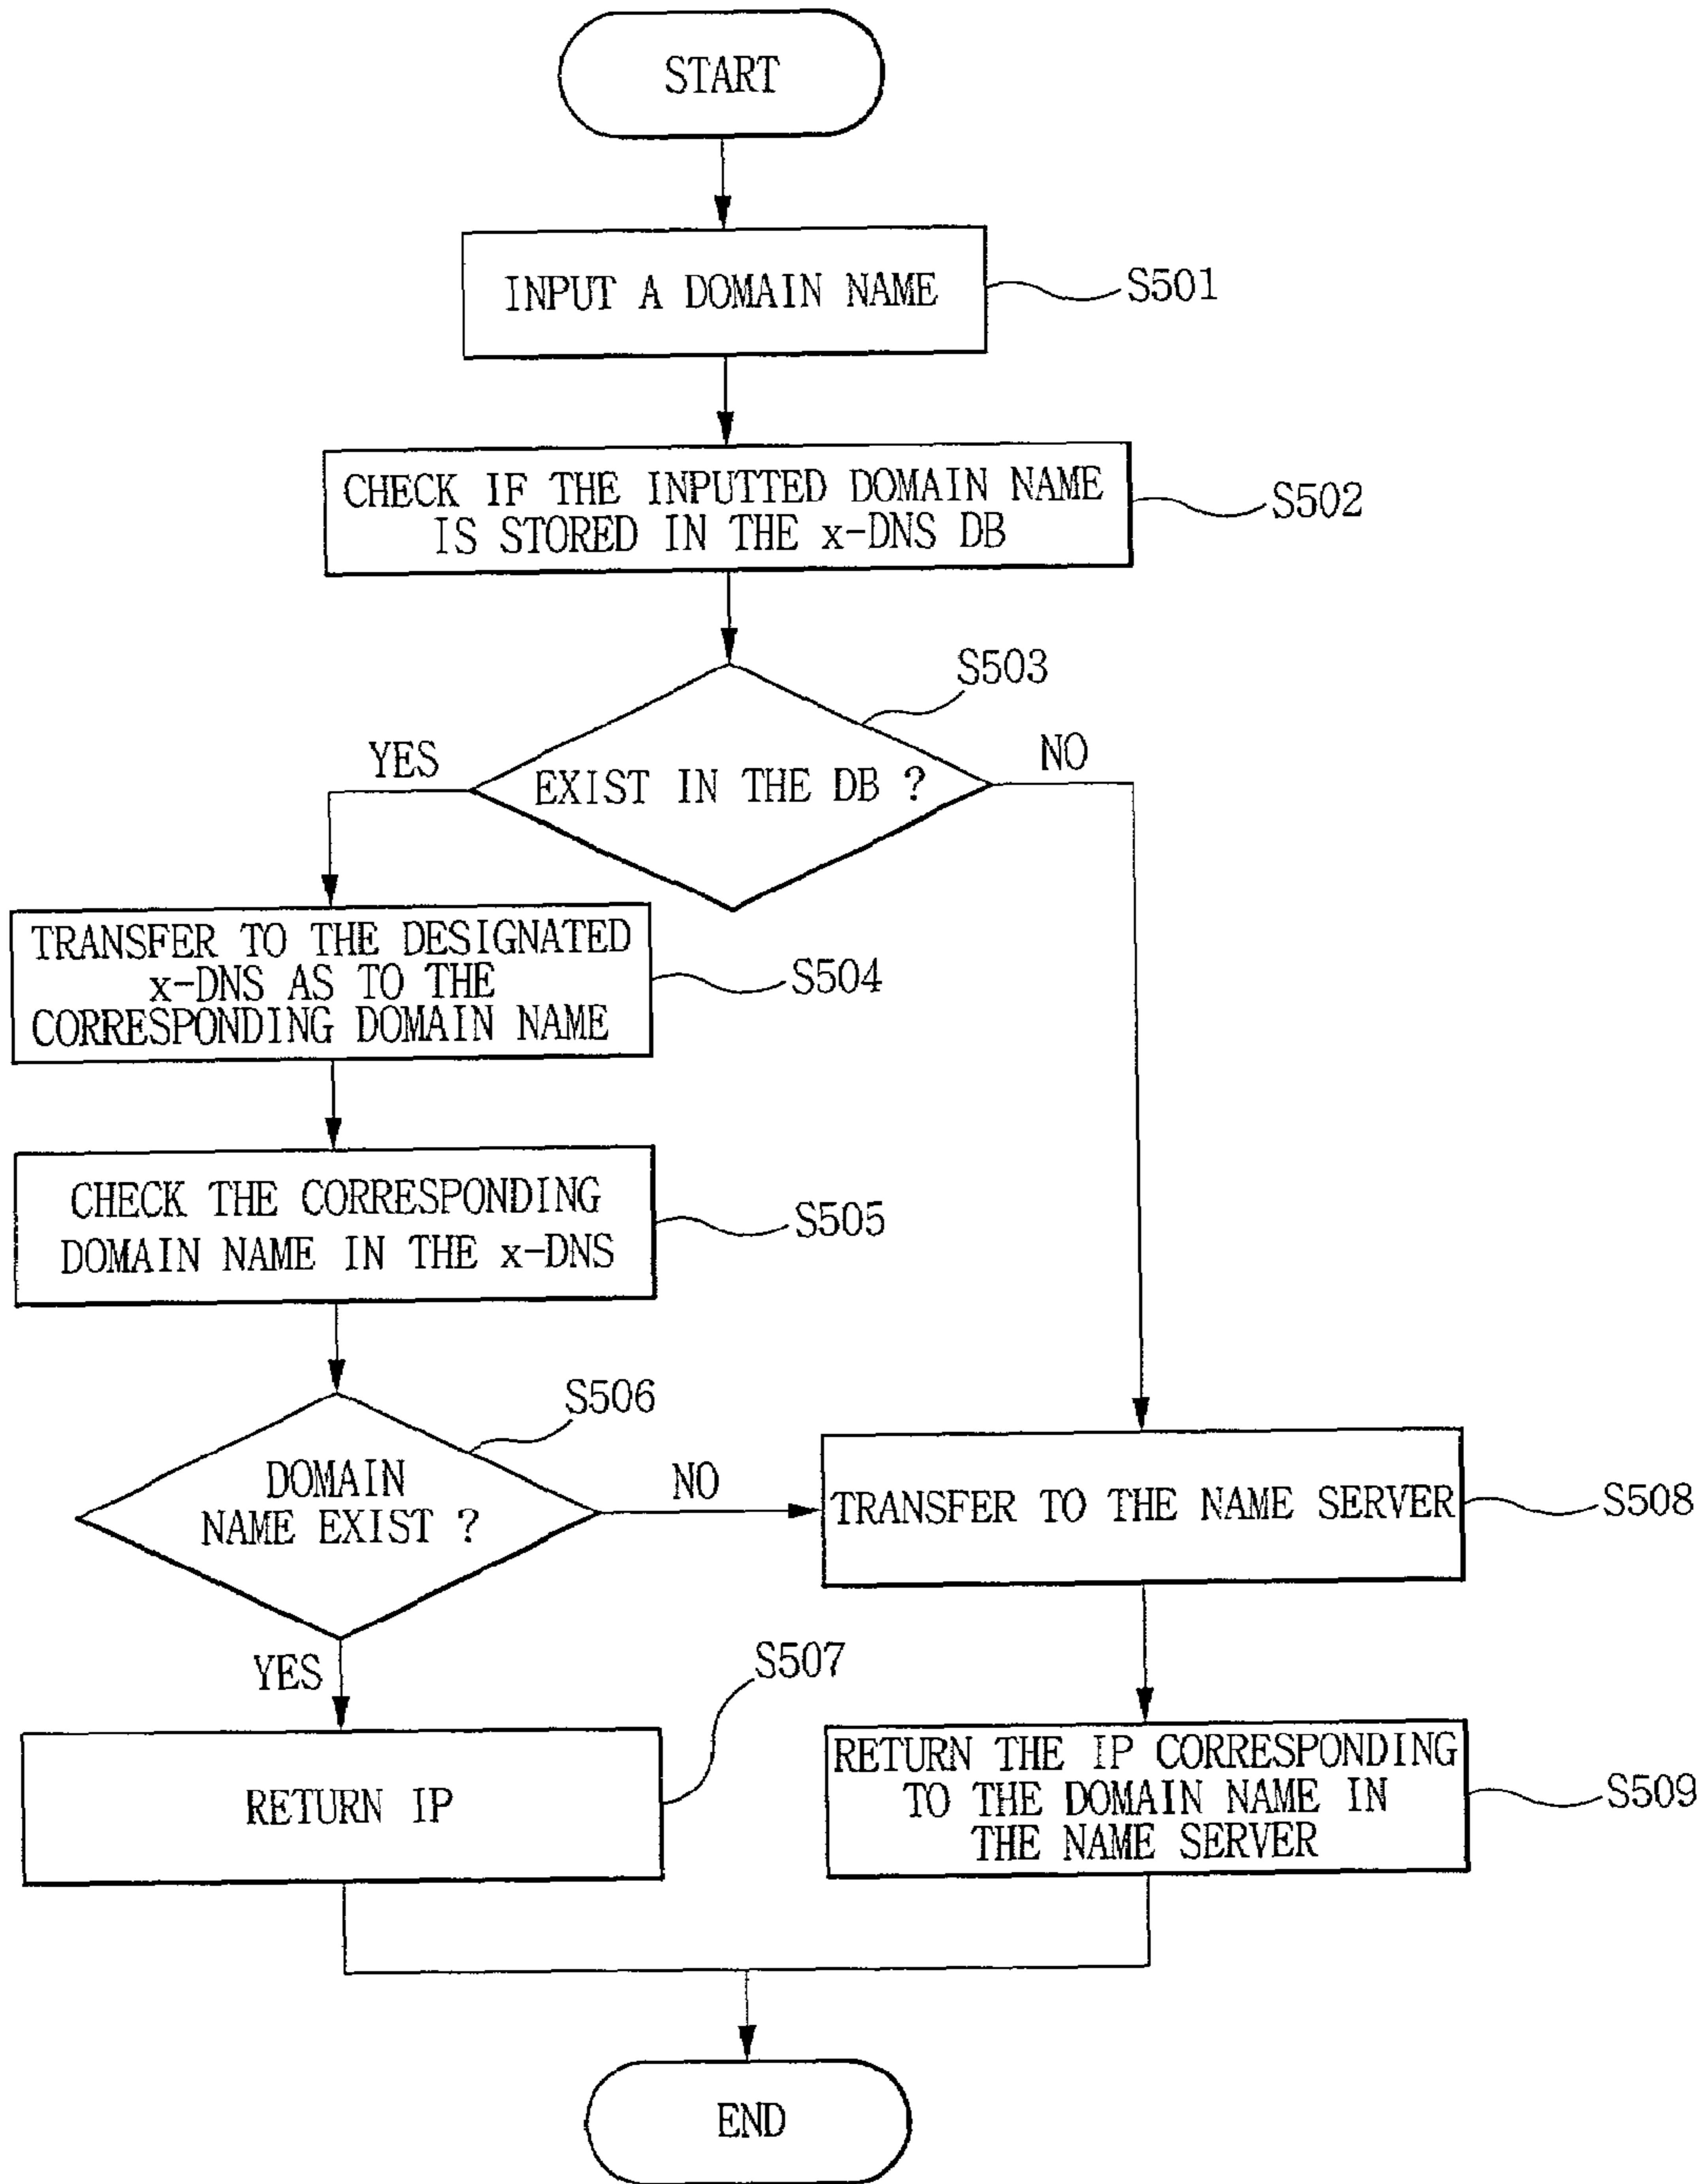 START
INPUT A DOMAIN NAME
S501
CHECK IF THE INPUTTED DOMAIN NAME
IS STORED IN THE x-DNS DB
S502
S503
EXIST IN THE DB ?
YES
NO
TRANSFER TO THE DESIGNATED
x-DNS AS TO THE
CORRESPONDING DOMAIN NAME
S504
CHECK THE CORRESPONDING
DOMAIN NAME IN THE x-DNS
S505
S506
DOMAIN
NAME EXIST ?
NO
TRANSFER TO THE NAME SERVER
S508
YES
S507
RETURN IP
RETURN THE IP CORRESPONDING
TO THE DOMAIN NAME IN
THE NAME SERVER
S509
END